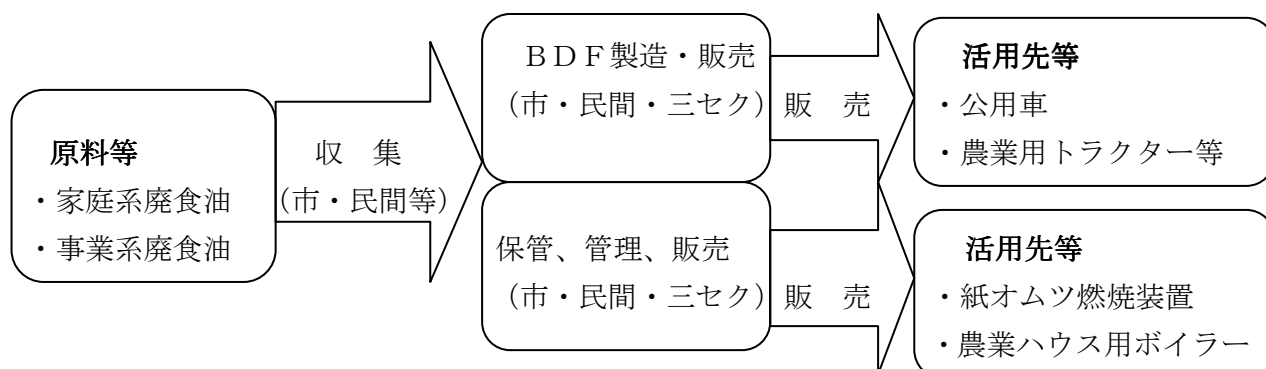 原料等
・家庭系廃食油
・事業系廃食油
収　集
(市・民間等)
ＢＤＦ製造・販売
(市・民間・三セク)
販　売
活用先等
・公用車
・農業用トラクター等
保管、管理、販売
(市・民間・三セク)
販　売
活用先等
・紙オムツ燃焼装置
・農業ハウス用ボイラー